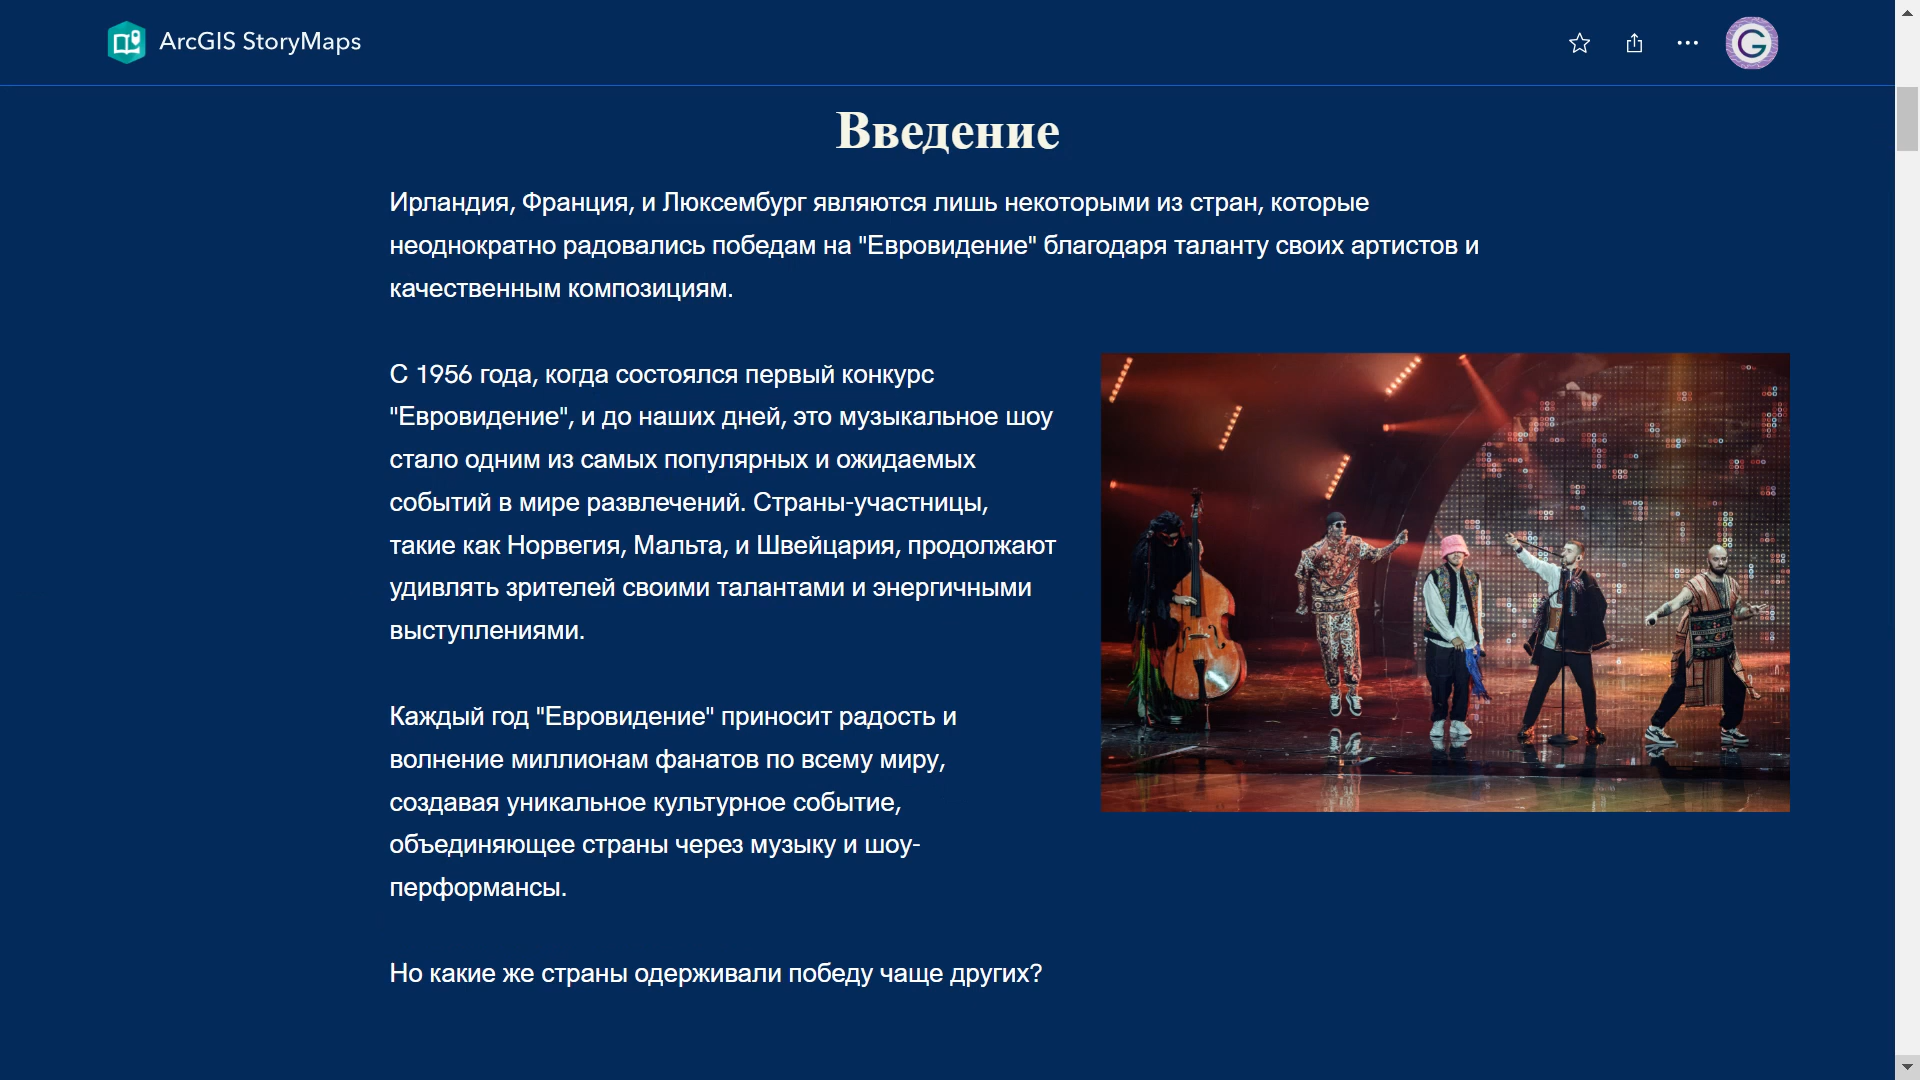 ArcGIS StoryMaps
Введение
Ирландия, Франция, и Люксембург являются лишь некоторыми из стран, которые
неоднократно радовались победам на "Евровидение" благодаря таланту своих артистов и
качественным композициям.
С 1956 года, когда состоялся первый конкурс
"Евровидение", и до наших дней, это музыкальное шоу
стало одним из самых популярных и ожидаемых
событий в мире развлечений. Страны-участницы,
такие как Норвегия, Мальта, и Швейцария, продолжают
удивлять зрителей своими талантами и энергичными
выступлениями.
Каждый год "Евровидение" приносит радость и
волнение миллионам фанатов по всему миру,
создавая уникальное культурное событие,
объединяющее страны через музыку и шоу-
перформансы.
Но какие же страны одерживали победу чаще других?